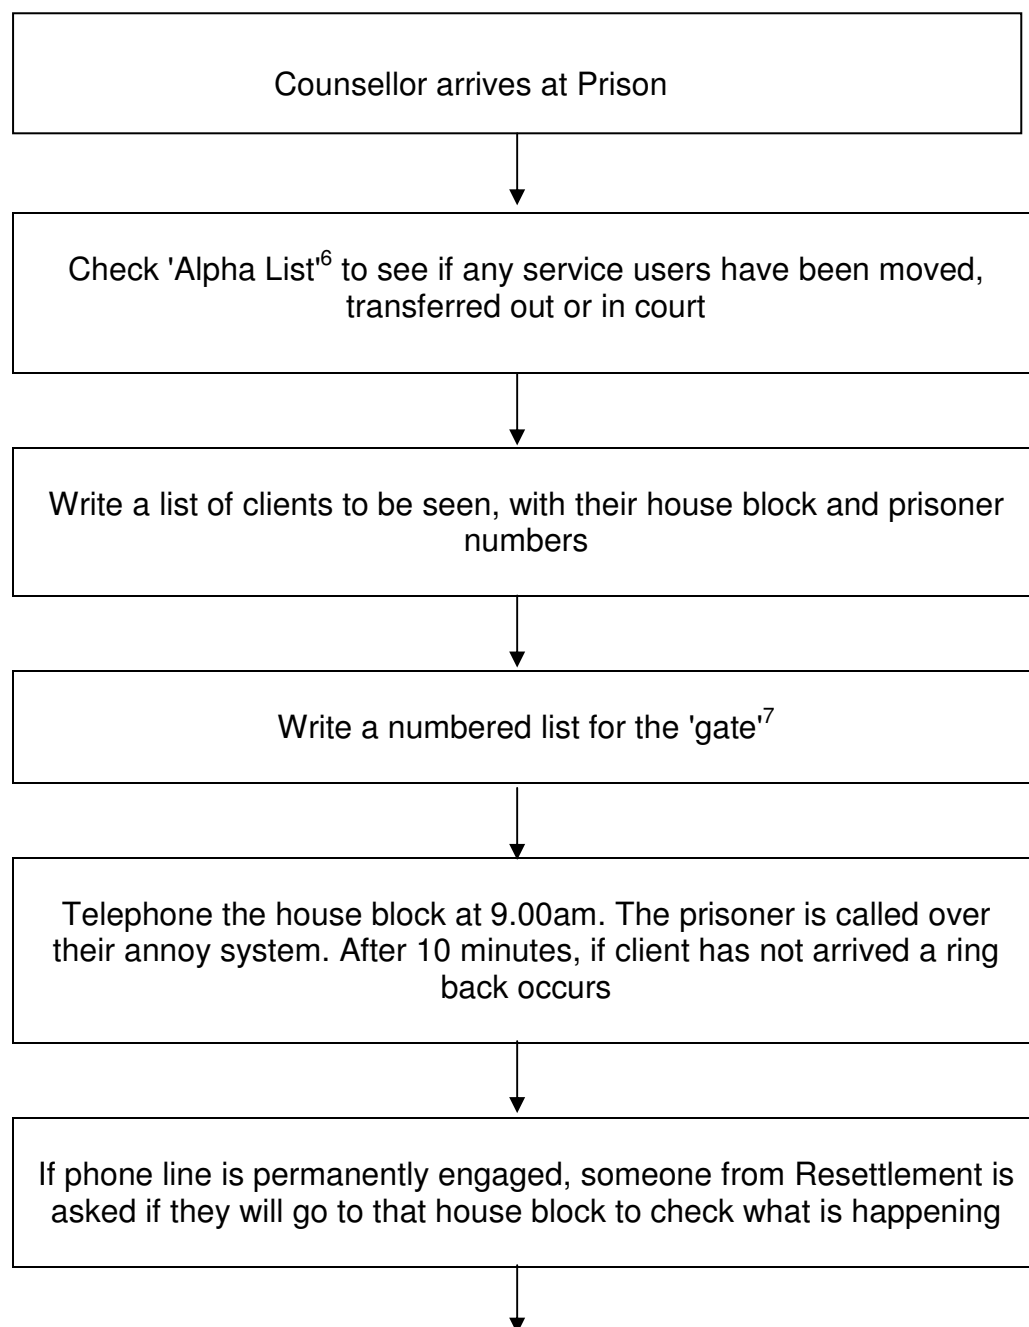 Counsellor arrives at Prison
Check 'Alpha List'6 to see if any service users have been moved,
transferred out or in court
Write a list of clients to be seen, with their house block and prisoner
numbers
Write a numbered list for the 'gate'7
Telephone the house block at 9.00am. The prisoner is called over
their annoy system. After 10 minutes, if client has not arrived a ring
back occurs
If phone line is permanently engaged, someone from Resettlement is
asked if they will go to that house block to check what is happening